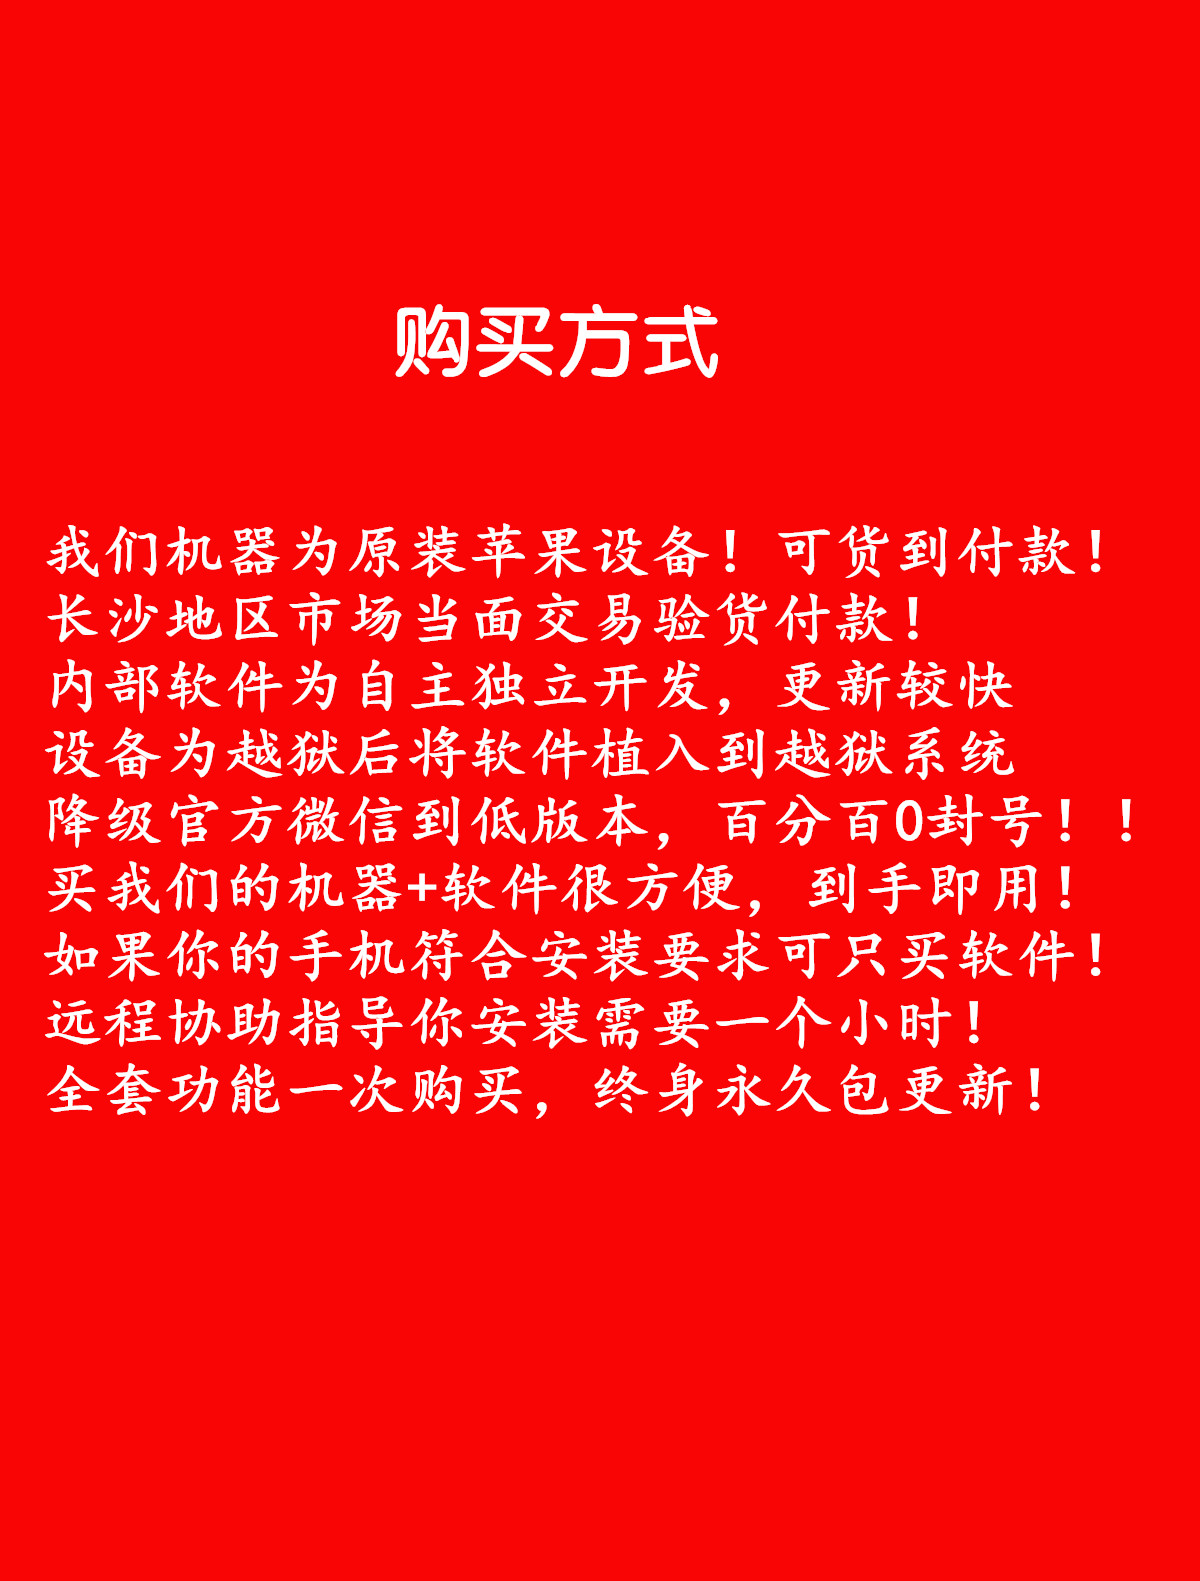 购买方式
我们机器为原装苹果设备！可货到付款！
长沙地区市场当面交易验货付款！
内部软件为自主独立开发，更新较快
设备为越狱后将软件植入到越狱系统
降级官方微信到低版本，百分百0封号！！
买我们的机器+软件很方便，到手即用！
如果你的手机符合安装要求可只买软件！
远程协助指导你安装需要一个小时！
全套功能一次购买，终身永久包更新！